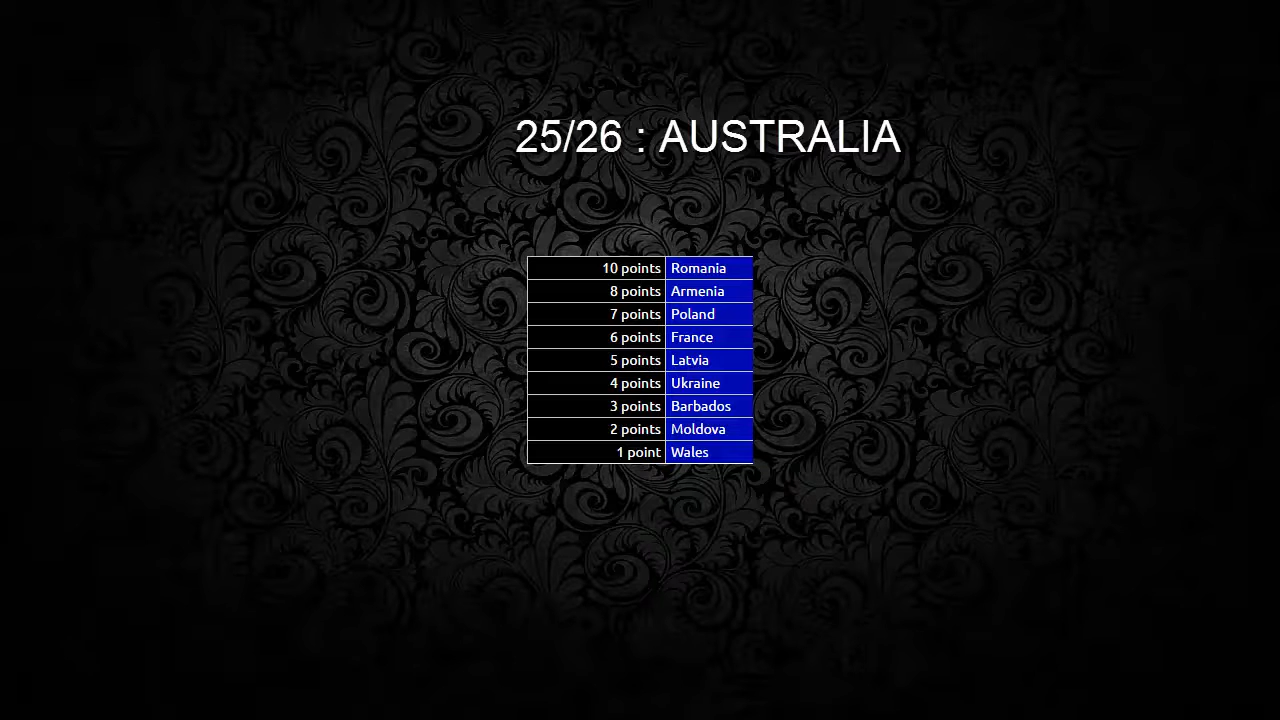 25/26 : AUSTRALIA
10 points Romania
8 points Armenia
7 points Poland
6 points France
5 points Latvia
4 points Ukraine
3 points Barbados
2 points Moldova
1 point Wales